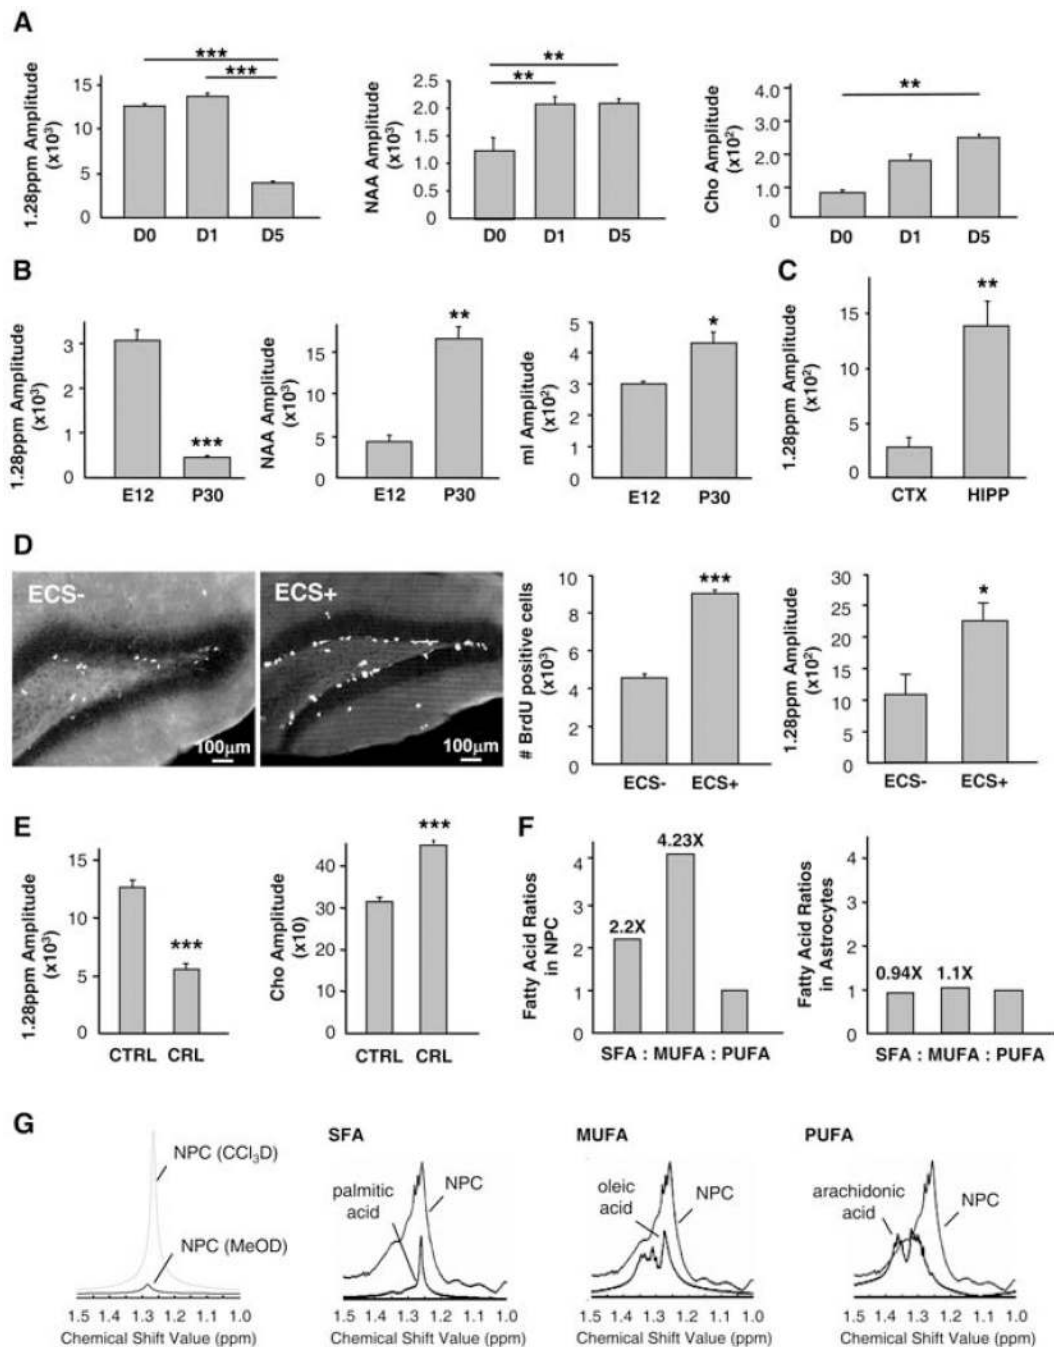 A
1.28ppm Amplitude
(x10³)
15
10
5
0
***
***
D0 D1 D5
NAA Amplitude
(x10³)
2.5
2.0
1.5
1.0
0.5
0
**
**
D0 D1 D5
Cho Amplitude
(x10²)
4.0
3.0
2.0
1.0
0
**
D0 D1 D5
B
1.28ppm Amplitude
(x10³)
3
2
1
0
***
E12 P30
NAA Amplitude
(x10³)
15
10
5
0
**
E12 P30
mI Amplitude
(x10²)
5
4
3
2
1
0
*
E12 P30
C
1.28ppm Amplitude
(x10²)
15
10
5
0
**
CTX HIPP
D
ECS-
100µm
ECS+
100µm
# BrdU positive cells
(x10³)
10
8
6
4
2
0
***
ECS- ECS+
1.28ppm Amplitude
(x10²)
30
25
20
15
10
5
0
*
ECS- ECS+
E
1.28ppm Amplitude
(x10³)
15
10
5
0
***
CTRL CRL
Cho Amplitude
(x10)
40
30
20
10
0
***
CTRL CRL
F
Fatty Acid Ratios
in NPC
4
3
2
1
0
2.2X
4.23X
SFA : MUFA : PUFA
Fatty Acid Ratios
in Astrocytes
4
3
2
1
0
0.94X 1.1X
SFA : MUFA : PUFA
G
NPC (CCl₃D)
NPC (MeOD)
1.5 1.4 1.3 1.2 1.1 1.0
Chemical Shift Value (ppm)
SFA
palmitic
acid
NPC
1.5 1.4 1.3 1.2 1.1 1.0
Chemical Shift Value (ppm)
MUFA
oleic
acid
NPC
1.5 1.4 1.3 1.2 1.1 1.0
Chemical Shift Value (ppm)
PUFA
arachidonic
acid
NPC
1.5 1.4 1.3 1.2 1.1 1.0
Chemical Shift Value (ppm)